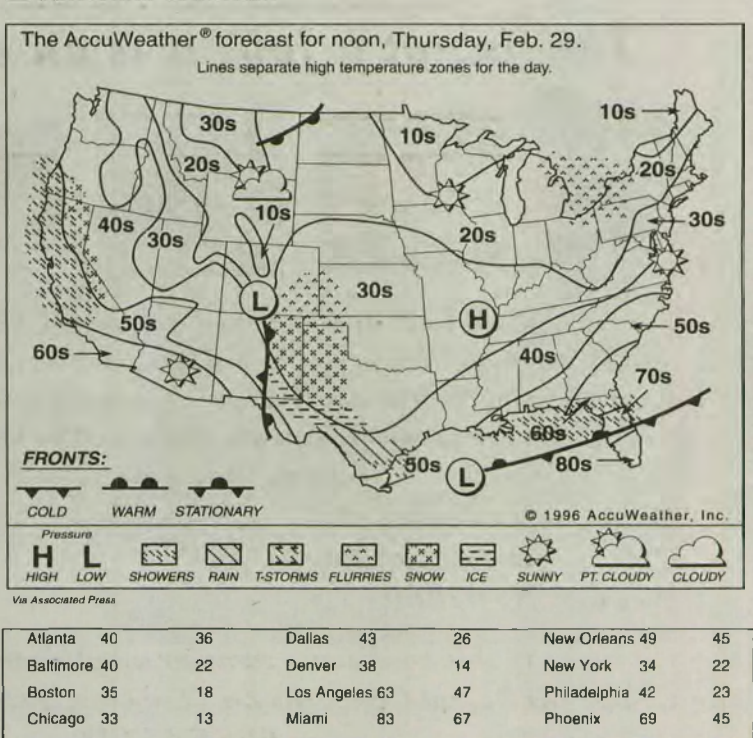 The AccuWeather® forecast for noon, Thursday, Feb. 29.
Lines separate high temperature zones for the day.
10s
30s
10s
20s
20s
10s
40s
30s
20s
30s
L
30s
H
50s
50s
60s
40s
70s
60s
50s
L
80s
FRONTS:
COLD WARM STATIONARY
© 1996 AccuWeather, Inc.
Pressure
H L
HIGH LOW SHOWERS RAIN T-STORMS FLURRIES SNOW ICE SUNNY PT. CLOUDY CLOUDY
Via Associated Press
Atlanta 40 36 Dallas 43 26 New Orleans 49 45
Baltimore 40 22 Denver 38 14 New York 34 22
Boston 35 18 Los Angeles 63 47 Philadelphia 42 23
Chicago 33 13 Miami 83 67 Phoenix 69 45